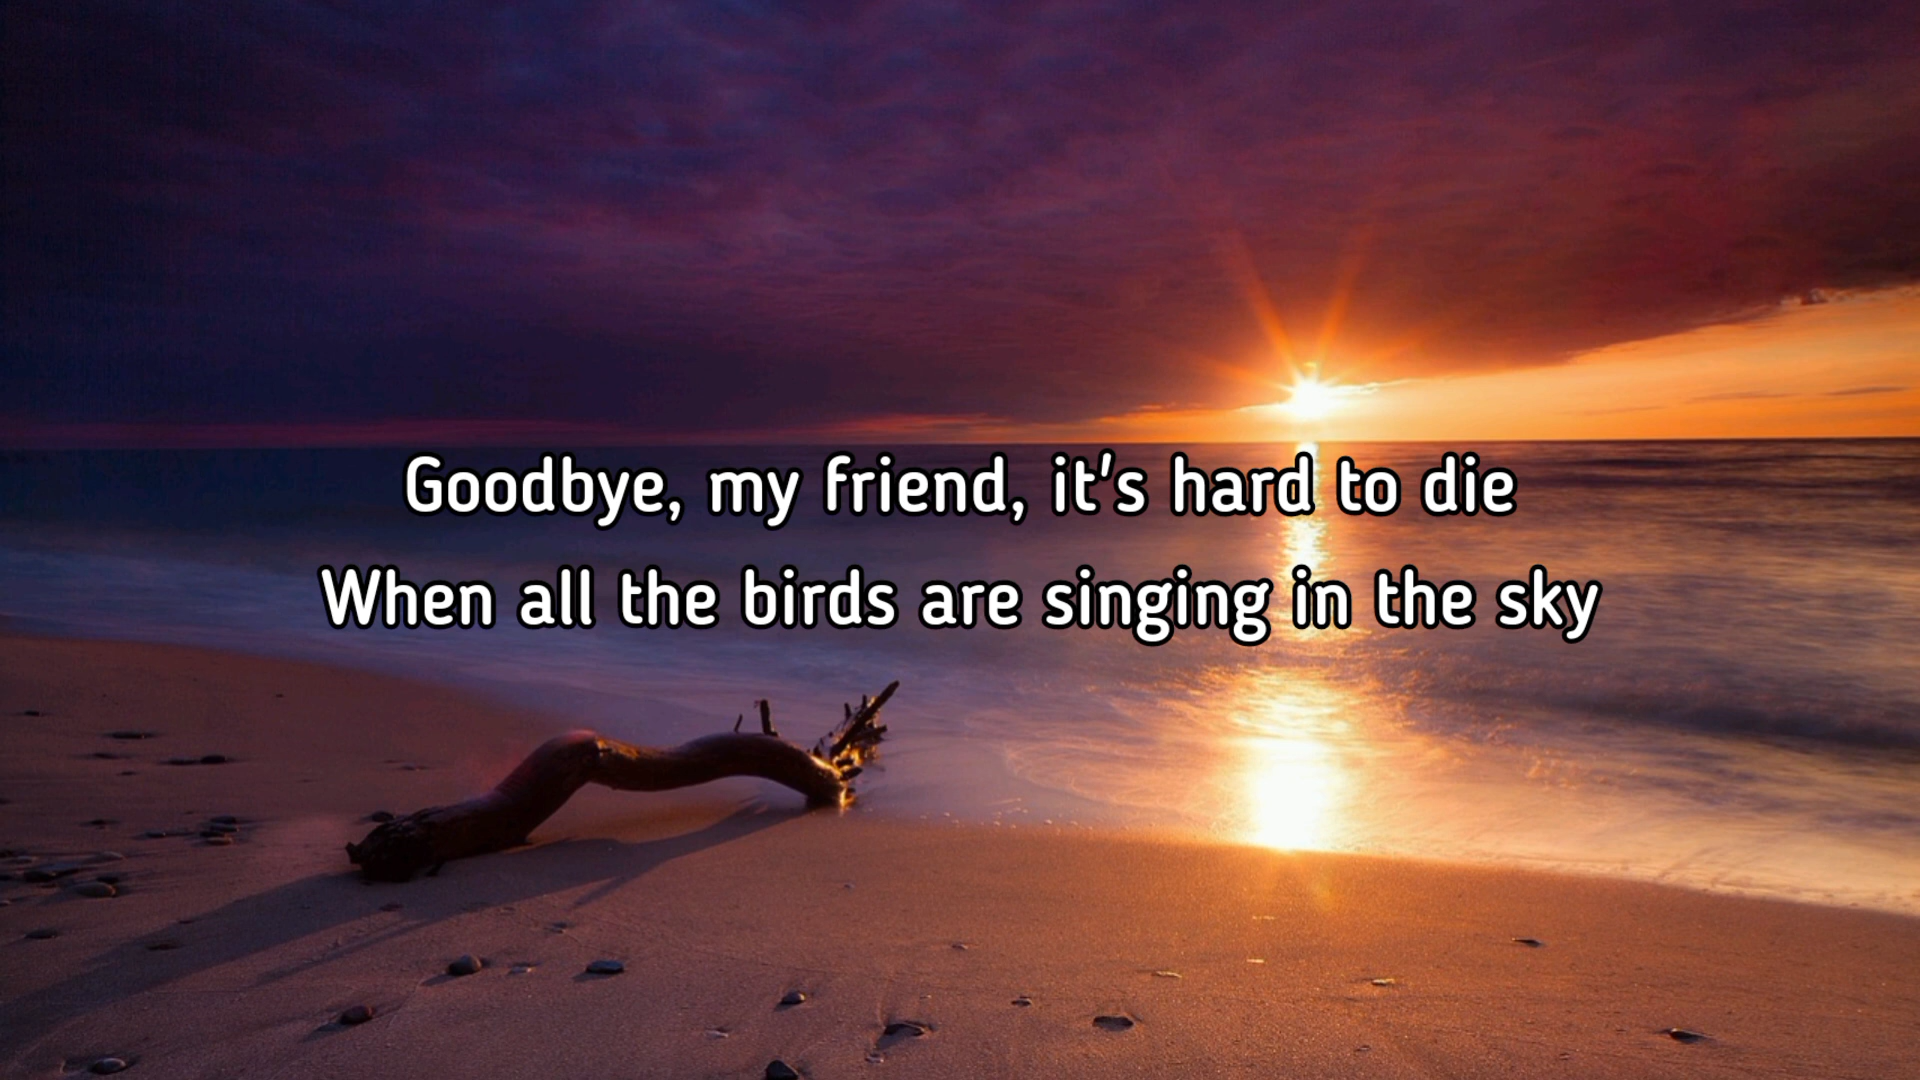 Goodbye, my friend, it's hard to die
When all the birds are singing in the sky